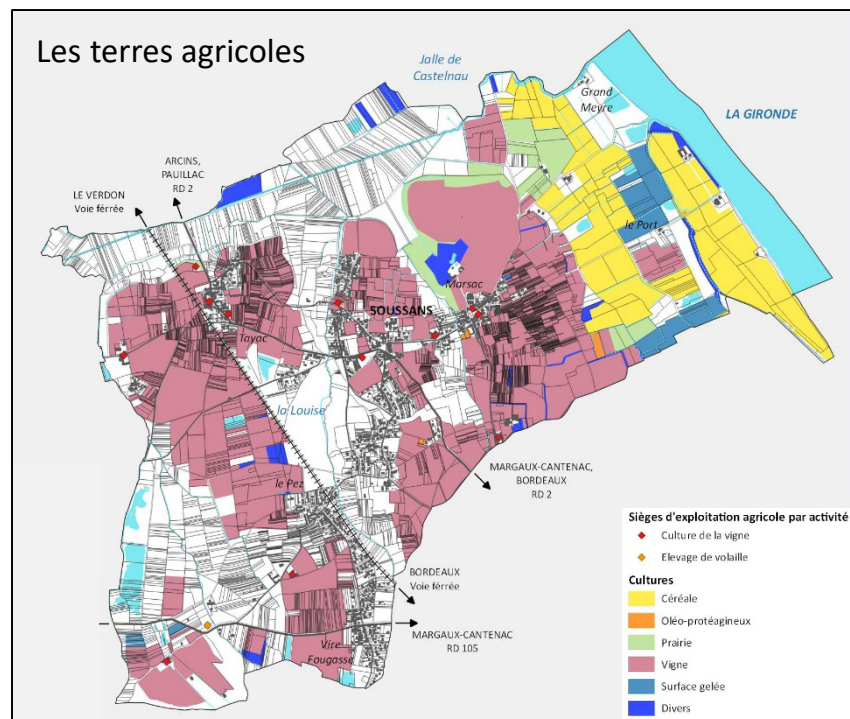 Les terres agricoles
Jalle de
Castelnau
Grand
Meyre
LA GIRONDE
ARCINS,
PAUILLAC
RD 2
LE VERDON
Voie férrée
le Port
Marsac
SOUSSANS
Tayac
la Louise
le Pez
MARGAUX-CANTENAC,
BORDEAUX
RD 2
BORDEAUX
Voie férrée
MARGAUX-CANTENAC
RD 105
Vire
Fougasse
Sièges d'exploitation agricole par activité
Culture de la vigne
Elevage de volaille
Cultures
Céréale
Oléo-protéagineux
Prairie
Vigne
Surface gelée
Divers